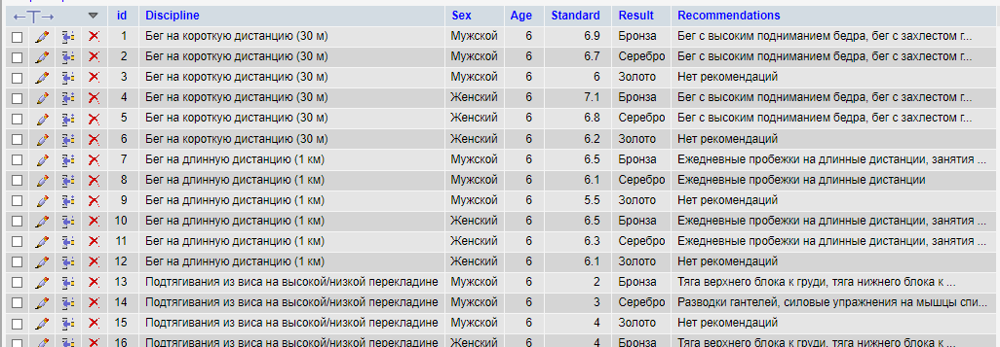 id Discipline Sex Age Standard Result Recommendations
1 Бег на короткую дистанцию (30 м) Мужской 6 6.9 Бронза Бег с высоким подниманием бедра, бег с захлестом г...
2 Бег на короткую дистанцию (30 м) Мужской 6 6.7 Серебро Бег с высоким подниманием бедра, бег с захлестом г...
3 Бег на короткую дистанцию (30 м) Мужской 6 6 Золото Нет рекомендаций
4 Бег на короткую дистанцию (30 м) Женский 6 7.1 Бронза Бег с высоким подниманием бедра, бег с захлестом г...
5 Бег на короткую дистанцию (30 м) Женский 6 6.8 Серебро Бег с высоким подниманием бедра, бег с захлестом г...
6 Бег на короткую дистанцию (30 м) Женский 6 6.2 Золото Нет рекомендаций
7 Бег на длинную дистанцию (1 км) Мужской 6 6.5 Бронза Ежедневные пробежки на длинные дистанции, занятия ...
8 Бег на длинную дистанцию (1 км) Мужской 6 6.1 Серебро Ежедневные пробежки на длинные дистанции
9 Бег на длинную дистанцию (1 км) Мужской 6 5.5 Золото Нет рекомендаций
10 Бег на длинную дистанцию (1 км) Женский 6 6.5 Бронза Ежедневные пробежки на длинные дистанции, занятия ...
11 Бег на длинную дистанцию (1 км) Женский 6 6.3 Серебро Ежедневные пробежки на длинные дистанции, занятия ...
12 Бег на длинную дистанцию (1 км) Женский 6 6.1 Золото Нет рекомендаций
13 Подтягивания из виса на высокой/низкой перекладине Мужской 6 2 Бронза Тяга верхнего блока к груди, тяга нижнего блока к ...
14 Подтягивания из виса на высокой/низкой перекладине Мужской 6 3 Серебро Разводки гантелей, силовые упражнения на мышцы спи...
15 Подтягивания из виса на высокой/низкой перекладине Мужской 6 4 Золото Нет рекомендаций
16 Подтягивания из виса на высокой/низкой перекладине Женский 6 4 Бронза Тяга верхнего блока к груди, тяга нижнего блока к ...